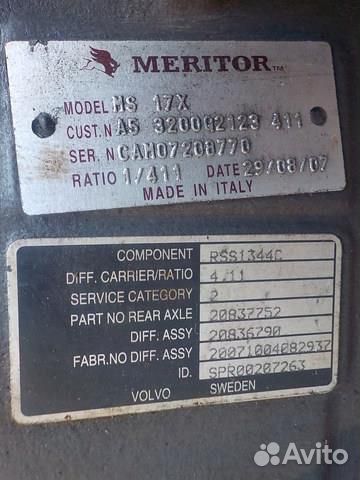 MERITOR™
MODEL MS 17X
CUST.N A5 3200Q2123 411
SER. N CAM07208770
RATIO 1/411 DATE 29/08/07
MADE IN ITALY
COMPONENT RSS1344C
DIFF. CARRIER/RATIO 4.11
SERVICE CATEGORY 2
PART NO REAR AXLE 20837752
DIFF. ASSY 20836790
FABR.NO DIFF. ASSY 20071004082937
ID. SPR00207263
VOLVO SWEDEN
Avito